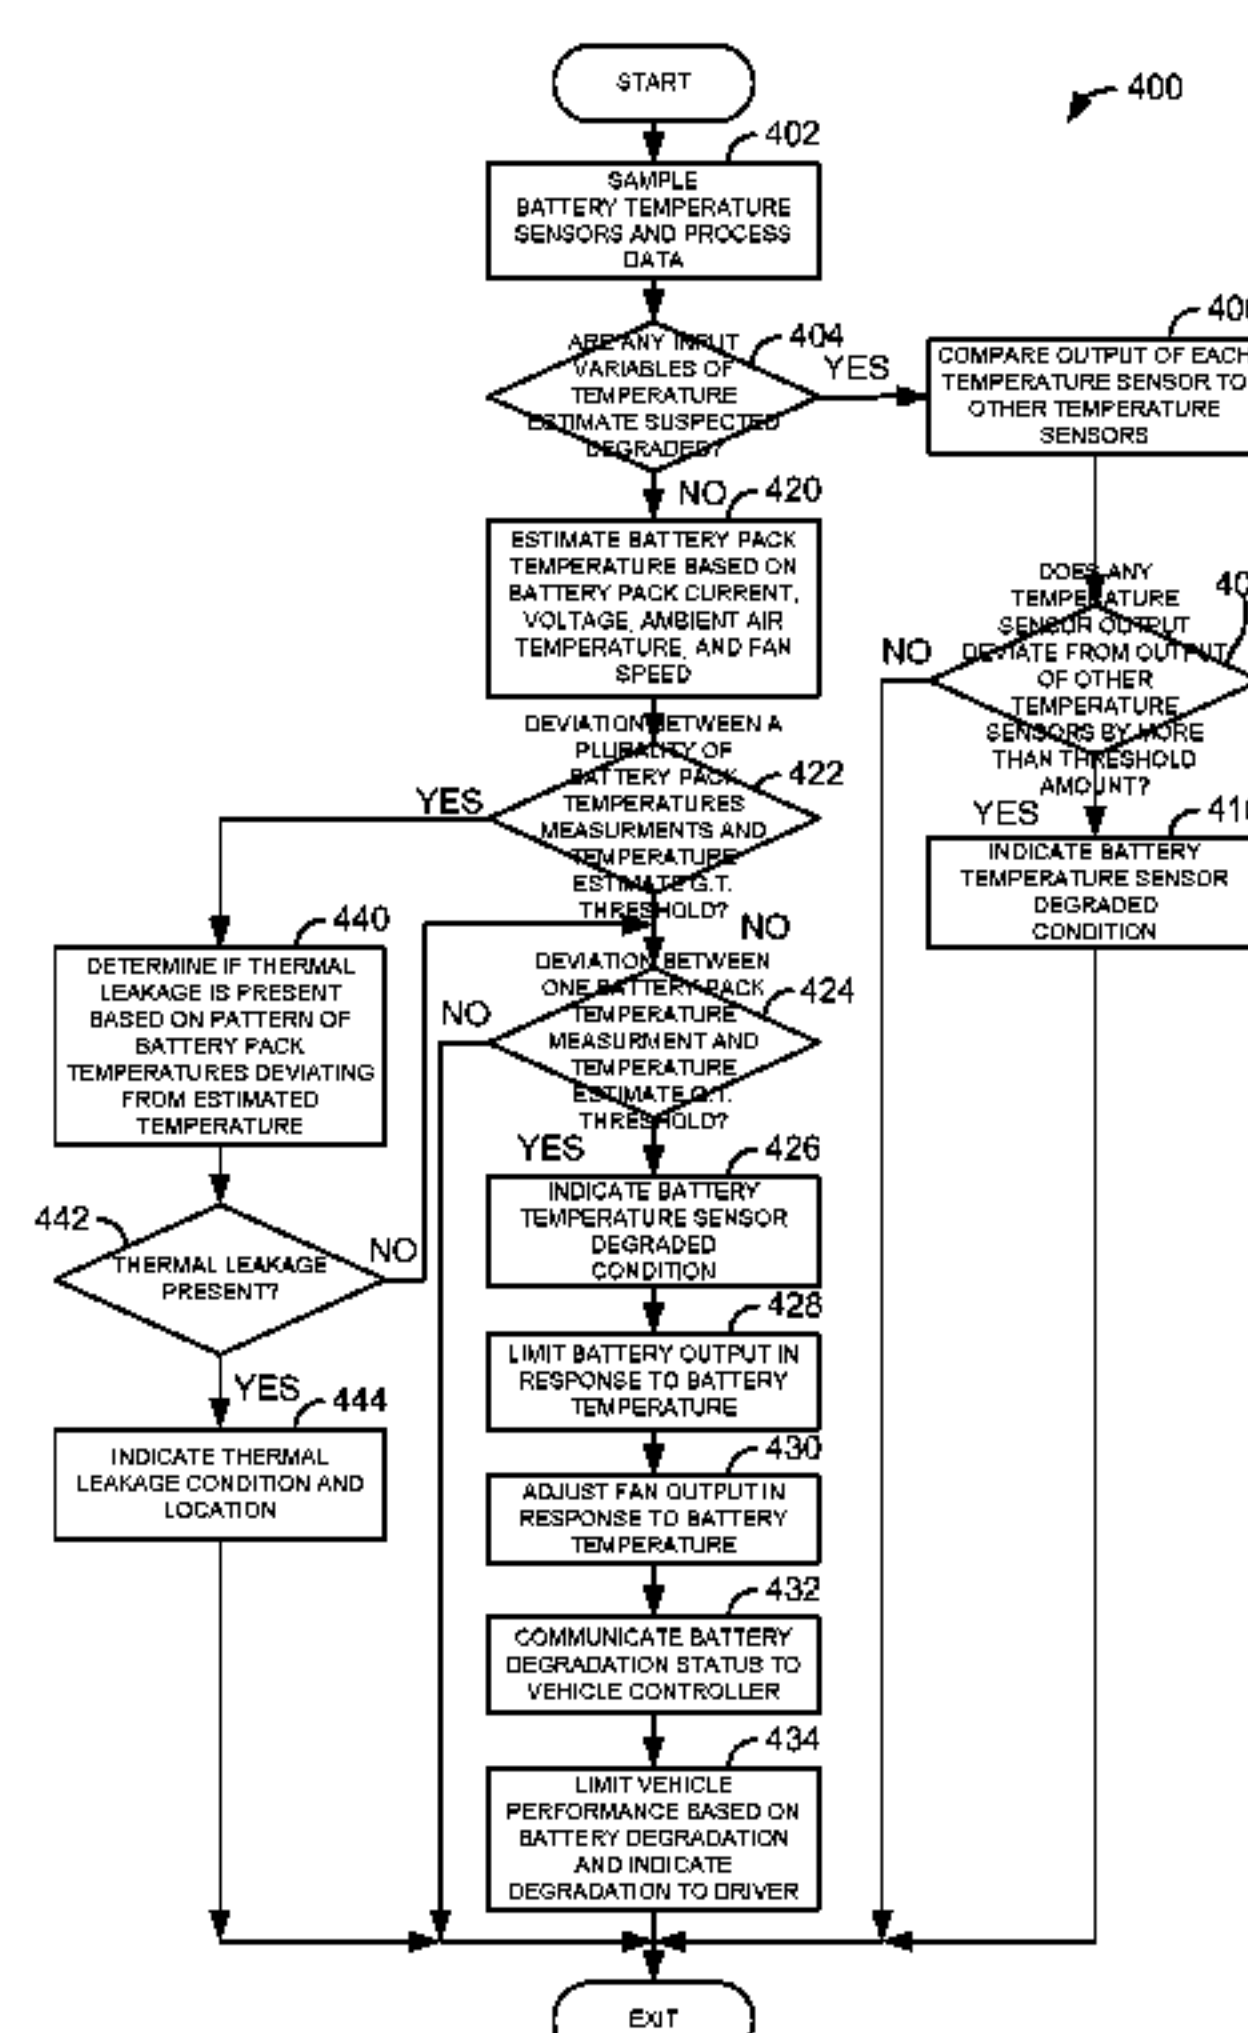 START
400
402
SAMPLE
BATTERY TEMPERATURE
SENSORS AND PROCESS
DATA
404
ARE ANY INPUT
VARIABLES OF
TEMPERATURE
ESTIMATE SUSPECTED
DEGRADED?
YES
COMPARE OUTPUT OF EACH
TEMPERATURE SENSOR TO
OTHER TEMPERATURE
SENSORS
NO
420
ESTIMATE BATTERY PACK
TEMPERATURE BASED ON
BATTERY PACK CURRENT,
VOLTAGE, AMBIENT AIR
TEMPERATURE, AND FAN
SPEED
DOES ANY
TEMPERATURE
SENSOR OUTPUT
DEVIATE FROM OUTPUT
OF OTHER
TEMPERATURE
SENSORS BY MORE
THAN THRESHOLD
AMOUNT?
NO
YES
INDICATE BATTERY
TEMPERATURE SENSOR
DEGRADED
CONDITION
DEVIATION BETWEEN A
PLURALITY OF
BATTERY PACK
TEMPERATURES
MEASURMENTS AND
TEMPERATURE
ESTIMATE G.T.
THRESHOLD?
422
YES
NO
440
DETERMINE IF THERMAL
LEAKAGE IS PRESENT
BASED ON PATTERN OF
BATTERY PACK
TEMPERATURES DEVIATING
FROM ESTIMATED
TEMPERATURE
DEVIATION BETWEEN
ONE BATTERY PACK
TEMPERATURE
MEASURMENT AND
TEMPERATURE
ESTIMATE G.T.
THRESHOLD?
424
NO
YES
442
THERMAL LEAKAGE
PRESENT?
NO
YES
444
INDICATE THERMAL
LEAKAGE CONDITION AND
LOCATION
426
INDICATE BATTERY
TEMPERATURE SENSOR
DEGRADED
CONDITION
428
LIMIT BATTERY OUTPUT IN
RESPONSE TO BATTERY
TEMPERATURE
430
ADJUST FAN OUTPUT IN
RESPONSE TO BATTERY
TEMPERATURE
432
COMMUNICATE BATTERY
DEGRADATION STATUS TO
VEHICLE CONTROLLER
434
LIMIT VEHICLE
PERFORMANCE BASED ON
BATTERY DEGRADATION
AND INDICATE
DEGRADATION TO DRIVER
EXIT